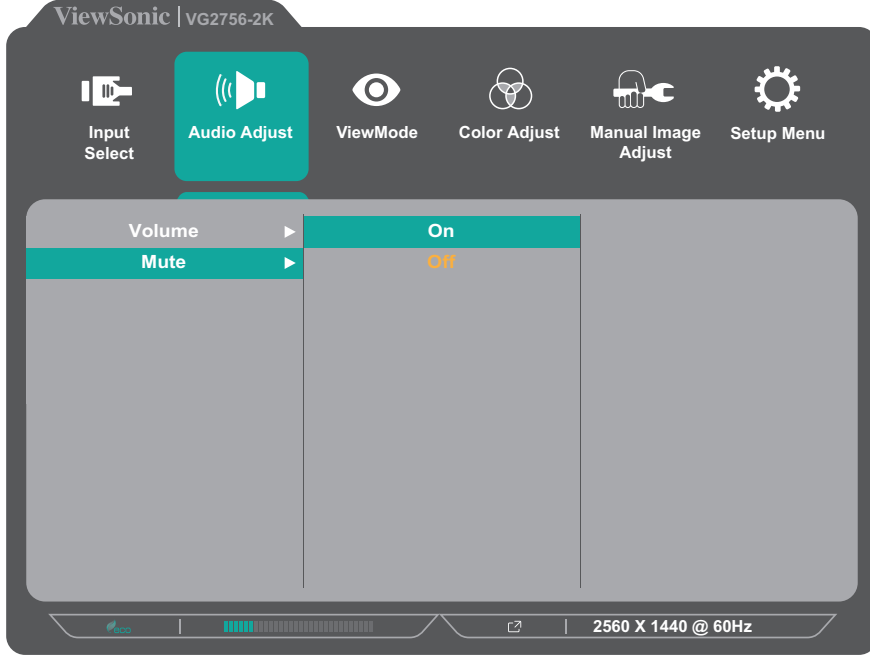 ViewSonic | VG2756-2K
Input Select
Audio Adjust
ViewMode
Color Adjust
Manual Image Adjust
Setup Menu
Volume
On
Mute
Off
eco
2560 X 1440 @ 60Hz